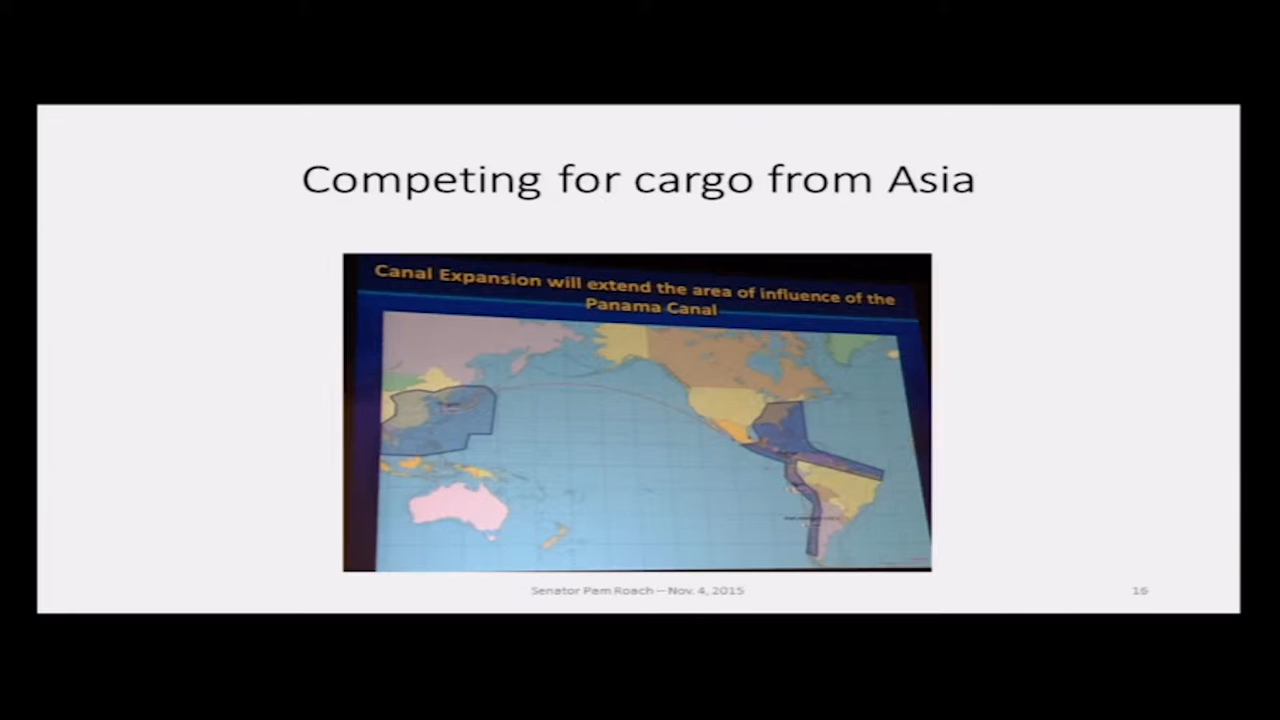 Competing for cargo from Asia
Canal Expansion will extend the area of influence of the
Panama Canal
Senator Pam Roach – Nov. 4, 2015
16